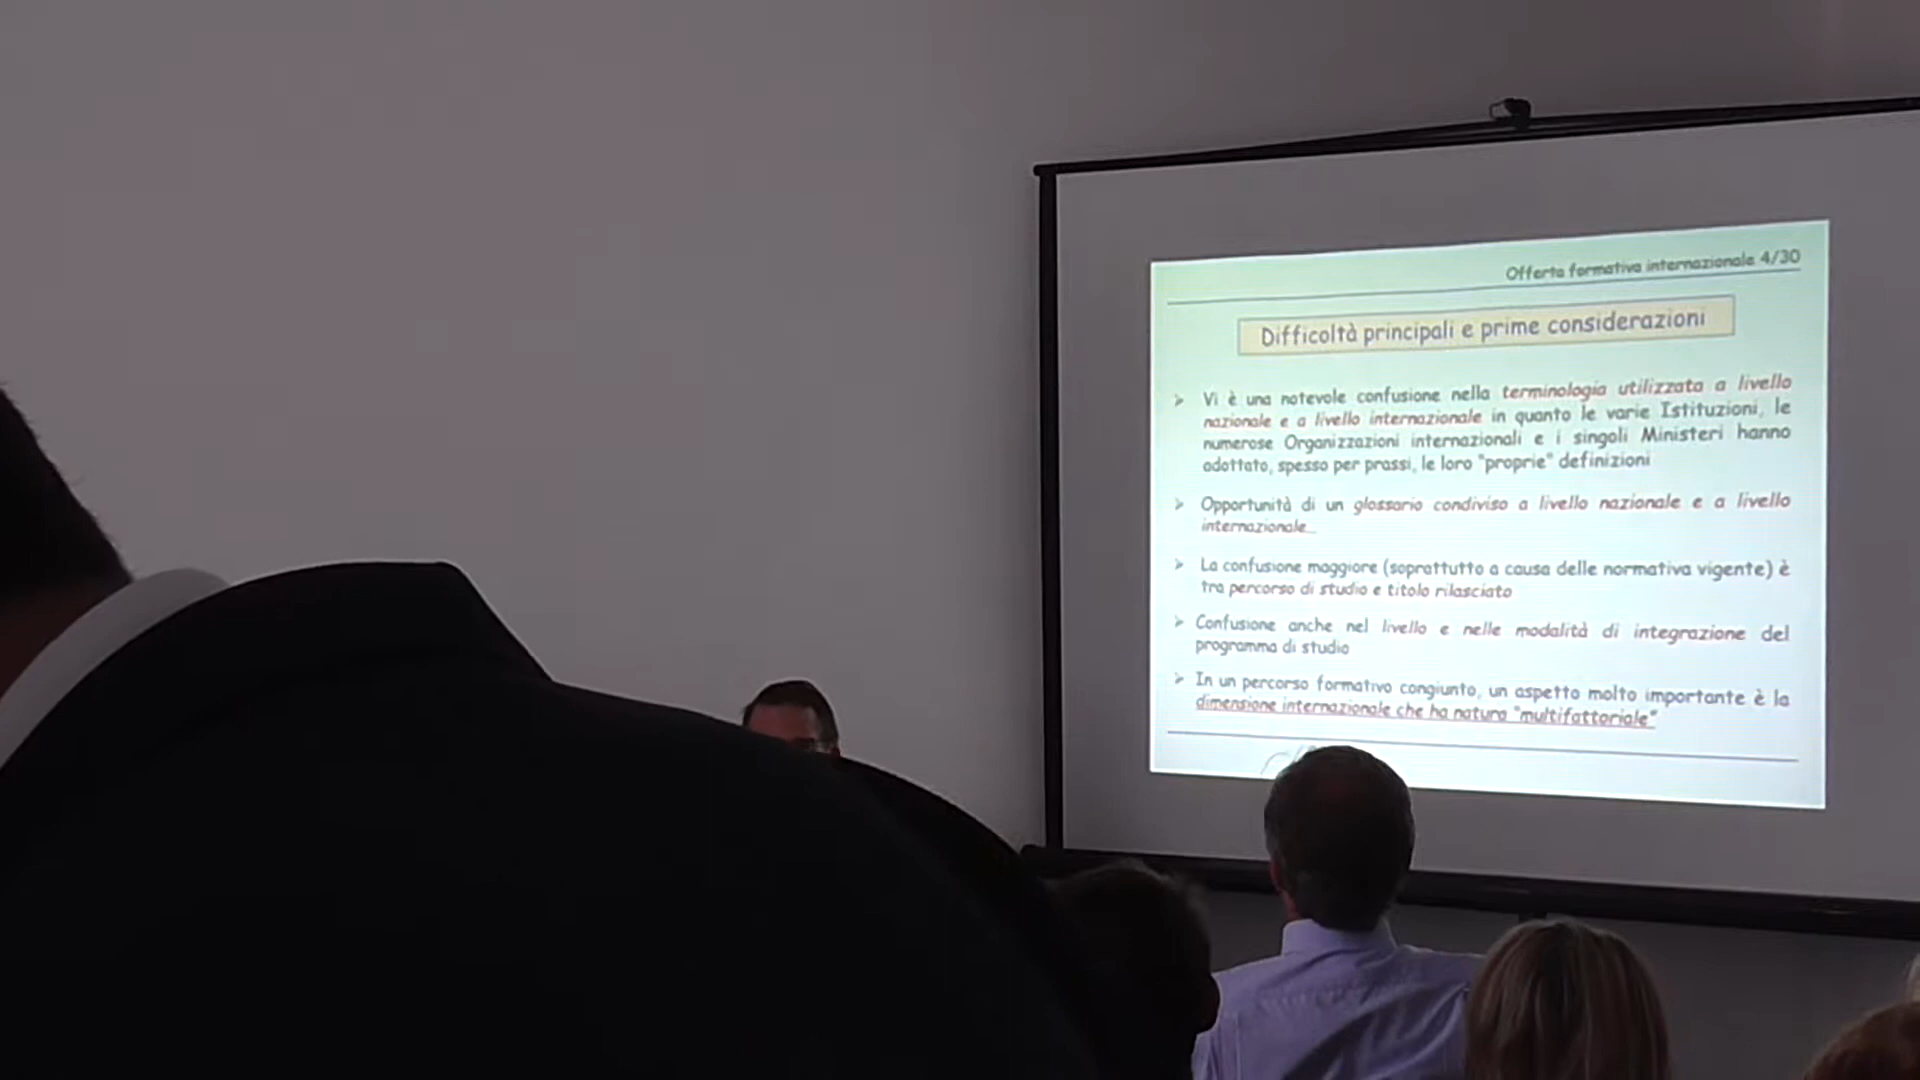 Offerta formativa internazionale 4/30
Difficoltà principali e prime considerazioni
➢ Vi è una notevole confusione nella terminologia utilizzata a livello
nazionale e a livello internazionale in quanto le varie Istituzioni, le
numerose Organizzazioni internazionali e i singoli Ministeri hanno
adottato, spesso per prassi, le loro "proprie" definizioni
➢ Opportunità di un glossario condiviso a livello nazionale e a livello
internazionale...
➢ La confusione maggiore (soprattutto a causa delle normativa vigente) è
tra percorso di studio e titolo rilasciato
➢ Confusione anche nel livello e nelle modalità di integrazione del
programma di studio
➢ In un percorso formativo congiunto, un aspetto molto importante è la
dimensione internazionale che ha natura "multifattoriale"